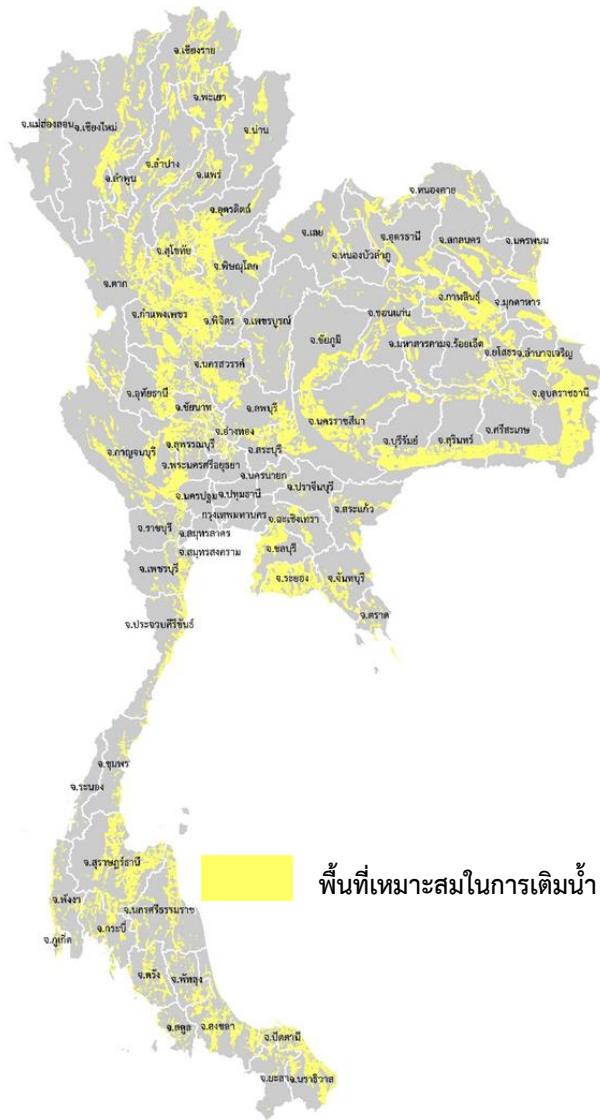 จ.เชียงราย
จ.พะเยา
จ.แม่ฮ่องสอน
จ.เชียงใหม่
จ.น่าน
จ.ลำปาง
จ.แพร่
จ.ลำพูน
จ.อุตรดิตถ์
จ.หนองคาย
จ.เลย
จ.อุดรธานี
จ.สกลนคร
จ.นครพนม
จ.สุโขทัย
จ.หนองบัวลำภู
จ.พิษณุโลก
จ.ตาก
จ.กาฬสินธุ์
จ.มุกดาหาร
จ.กำแพงเพชร
จ.พิจิตร
จ.เพชรบูรณ์
จ.ขอนแก่น
จ.ชัยภูมิ
จ.มหาสารคาม
จ.ร้อยเอ็ด
จ.ยโสธร
จ.อำนาจเจริญ
จ.นครสวรรค์
จ.อุทัยธานี
จ.อุบลราชธานี
จ.ชัยนาท
จ.ลพบุรี
จ.นครราชสีมา
จ.อ่างทอง
จ.ศรีสะเกษ
จ.บุรีรัมย์
จ.สุรินทร์
จ.สุพรรณบุรี
จ.สระบุรี
จ.กาญจนบุรี
จ.พระนครศรีอยุธยา
จ.นครนายก
จ.ปราจีนบุรี
จ.นครปฐม
จ.ปทุมธานี
จ.สระแก้ว
กรุงเทพมหานคร
จ.ฉะเชิงเทรา
จ.ราชบุรี
จ.สมุทรสาคร
จ.สมุทรสงคราม
จ.ชลบุรี
จ.เพชรบุรี
จ.ระยอง
จ.จันทบุรี
จ.ตราด
จ.ประจวบคีรีขันธ์
จ.ชุมพร
จ.ระนอง
จ.สุราษฎร์ธานี
พื้นที่เหมาะสมในการเติมน้ำ
จ.พังงา
จ.นครศรีธรรมราช
จ.กระบี่
จ.ภูเก็ต
จ.ตรัง
จ.พัทลุง
จ.สตูล
จ.สงขลา
จ.ปัตตานี
จ.ยะลา
จ.นราธิวาส